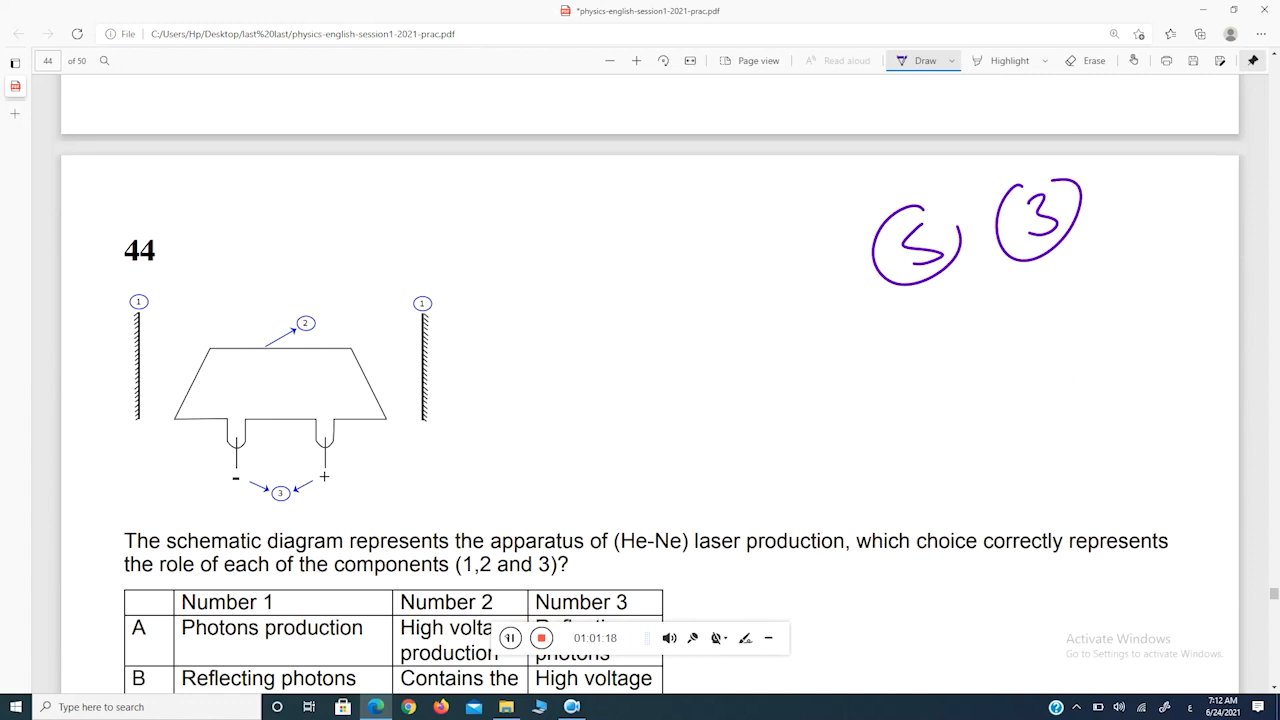 *physics-english-session1-2021-prac.pdf
File C:/Users/Hp/Desktop/last%20last/physics-english-session1-2021-prac.pdf
44 of 50 Page view Read aloud Draw Highlight Erase
44
5 3
1 1
2
- +
3
The schematic diagram represents the apparatus of (He-Ne) laser production, which choice correctly represents
the role of each of the components (1,2 and 3)?
Number 1 Number 2 Number 3
A Photons production High volta
production photons
01:01:18
B Reflecting photons Contains the High voltage
Activate Windows
Go to Settings to activate Windows.
Type here to search
7:12 AM
6/24/2021